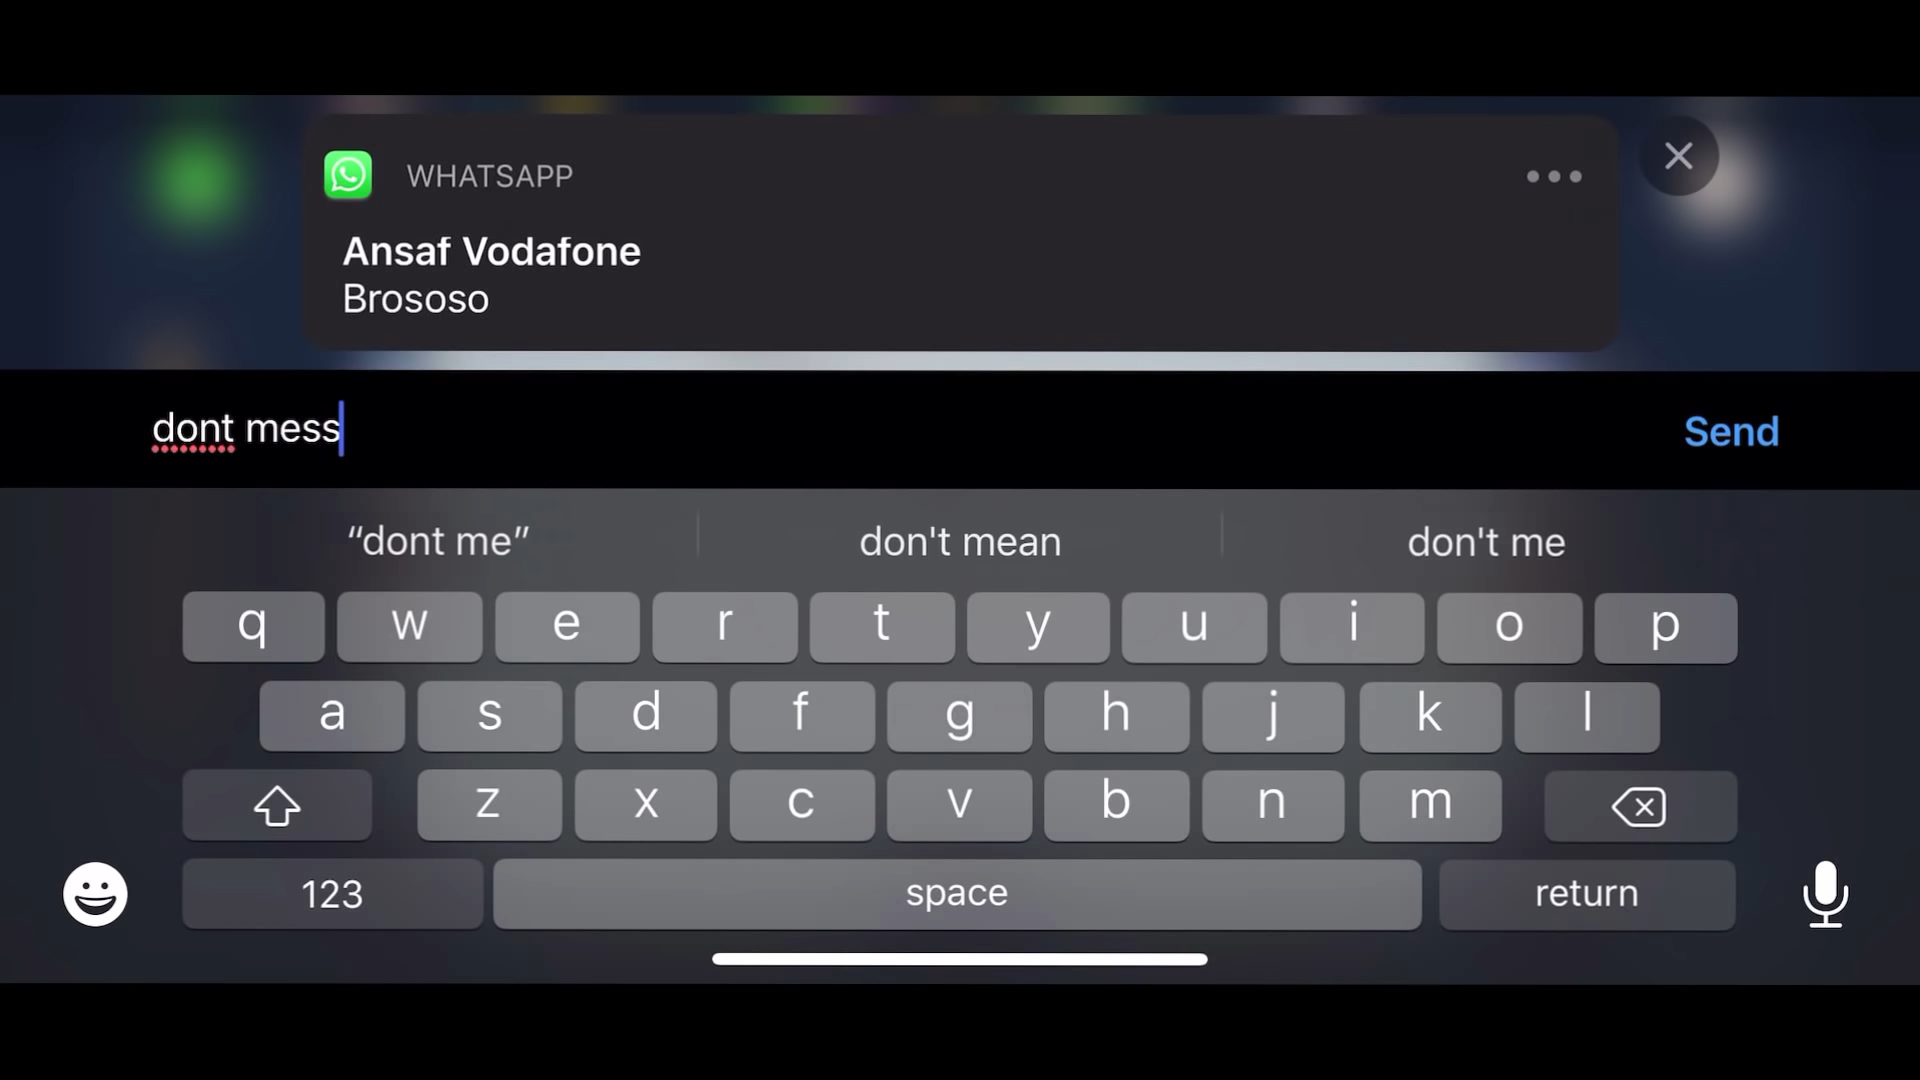 WHATSAPP
Ansaf Vodafone
Brososo
dont mess
Send
“dont me” don't mean don't me
q w e r t y u i o p
a s d f g h j k l
z x c v b n m
123 space return